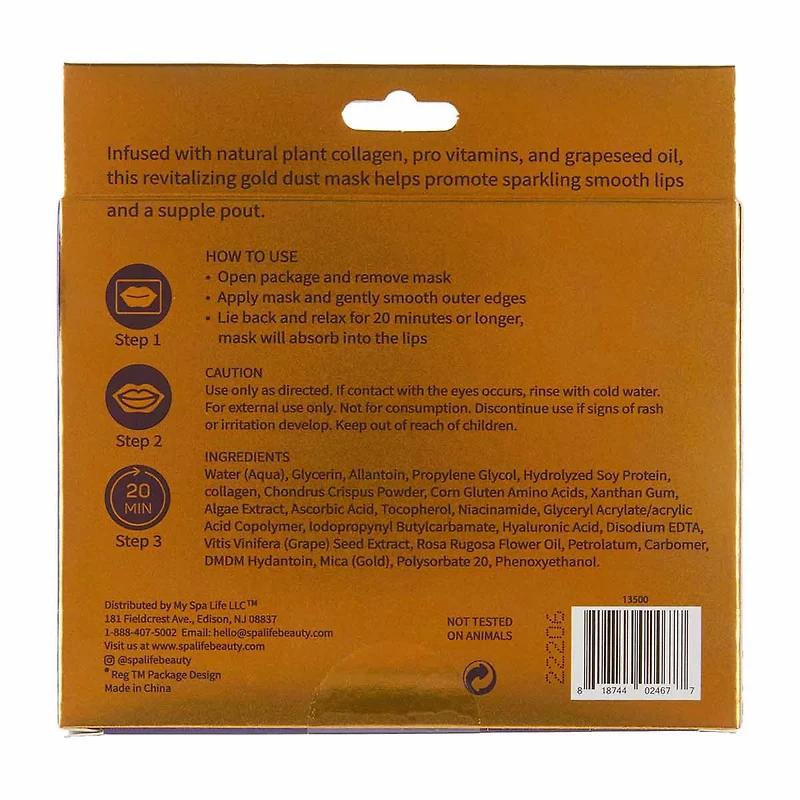 Infused with natural plant collagen, pro vitamins, and grapeseed oil,
this revitalizing gold dust mask helps promote sparkling smooth lips
and a supple pout.
HOW TO USE
• Open package and remove mask
• Apply mask and gently smooth outer edges
• Lie back and relax for 20 minutes or longer,
mask will absorb into the lips
Step 1
CAUTION
Use only as directed. If contact with the eyes occurs, rinse with cold water.
For external use only. Not for consumption. Discontinue use if signs of rash
or irritation develop. Keep out of reach of children.
Step 2
INGREDIENTS
Water (Aqua), Glycerin, Allantoin, Propylene Glycol, Hydrolyzed Soy Protein,
collagen, Chondrus Crispus Powder, Corn Gluten Amino Acids, Xanthan Gum,
Algae Extract, Ascorbic Acid, Tocopherol, Niacinamide, Glyceryl Acrylate/acrylic
Acid Copolymer, Iodopropynyl Butylcarbamate, Hyaluronic Acid, Disodium EDTA,
Vitis Vinifera (Grape) Seed Extract, Rosa Rugosa Flower Oil, Petrolatum, Carbomer,
DMDM Hydantoin, Mica (Gold), Polysorbate 20, Phenoxyethanol.
20
MIN
Step 3
Distributed by My Spa Life LLC™
181 Fieldcrest Ave., Edison, NJ 08837
1-888-407-5002 Email: hello@spalifebeauty.com
Visit us at www.spalifebeauty.com
@spalifebeauty
*Reg TM Package Design
Made in China
NOT TESTED
ON ANIMALS
22206
13500
8 18744 02467 7